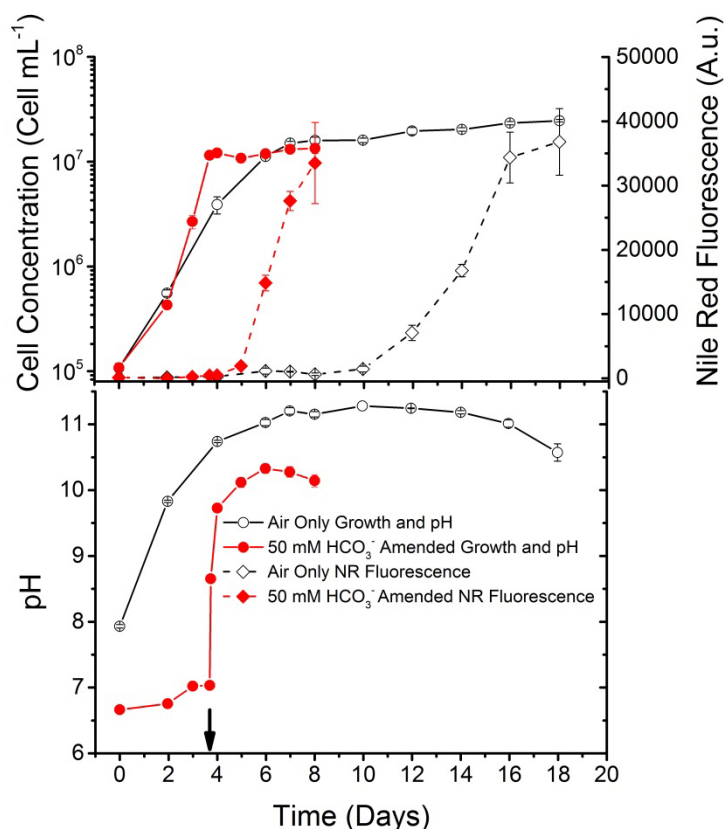 Cell Concentration (Cell mL⁻¹)
10⁸
10⁷
10⁶
10⁵
Nile Red Fluorescence (A.u.)
50000
40000
30000
20000
10000
0
pH
11
10
9
8
7
6
Air Only Growth and pH
50 mM HCO₃⁻ Amended Growth and pH
Air Only NR Fluorescence
50 mM HCO₃⁻ Amended NR Fluorescence
0 2 4 6 8 10 12 14 16 18 20
Time (Days)